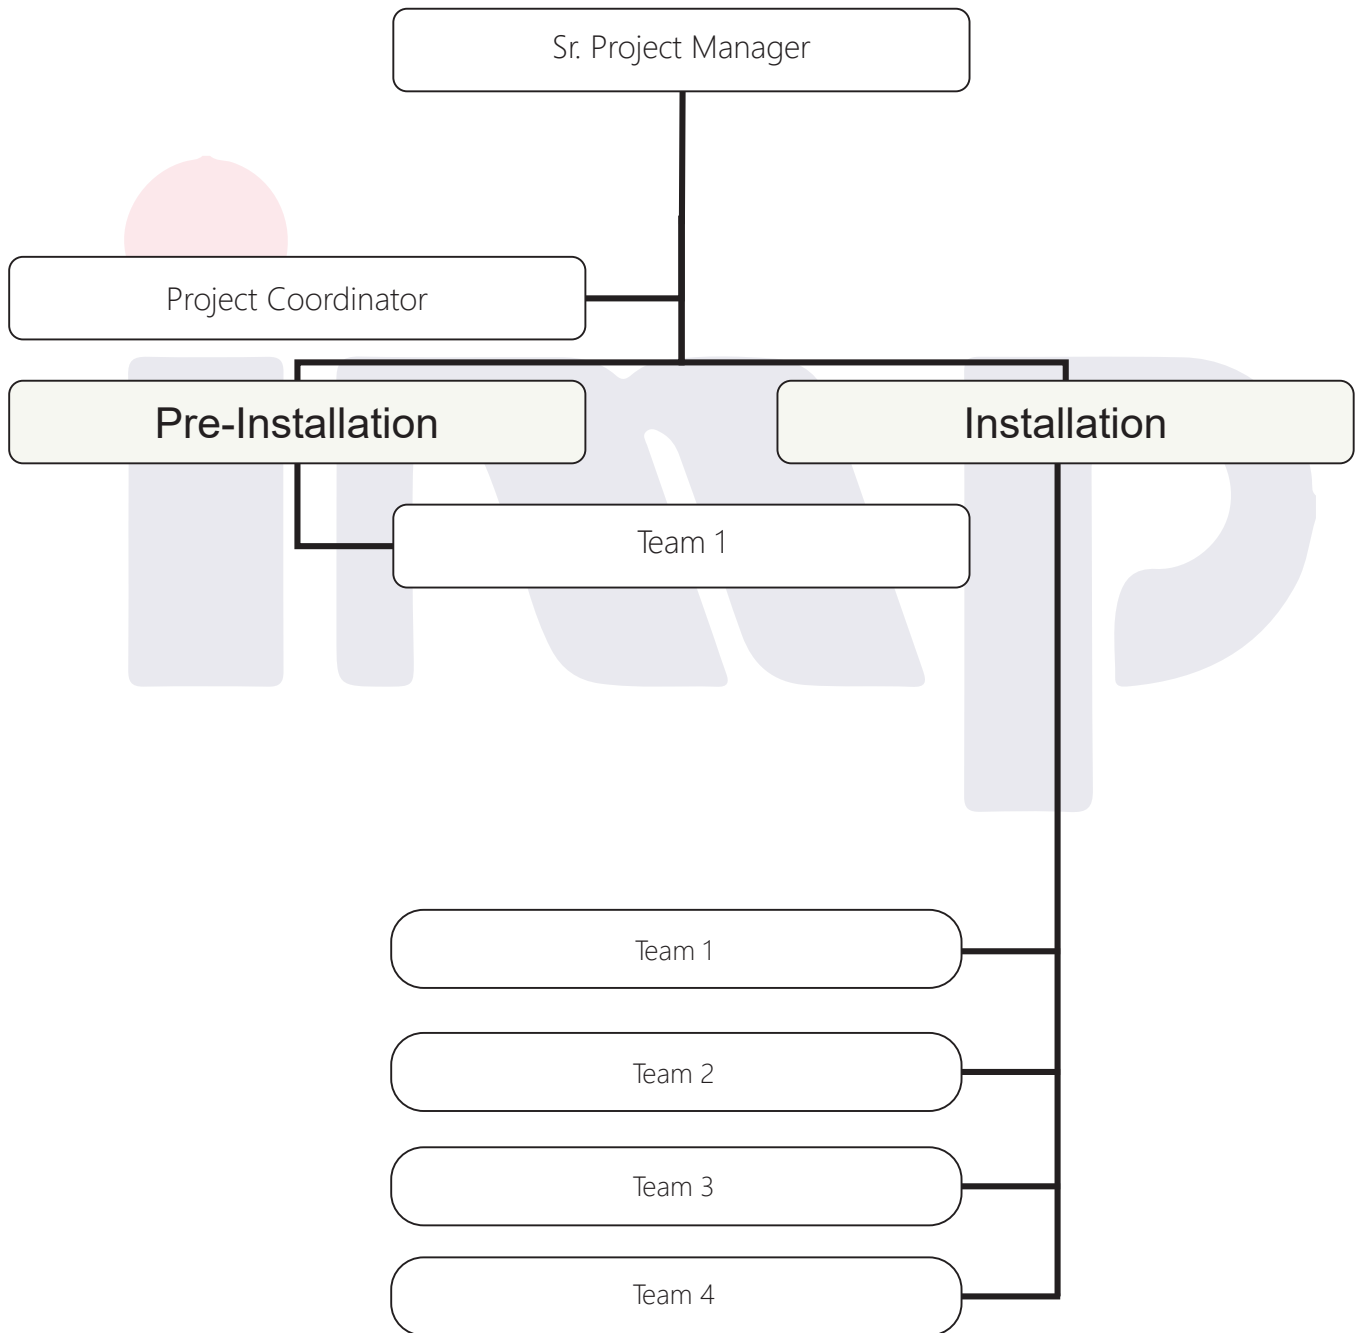 Sr. Project Manager
Project Coordinator
Pre-Installation
Installation
Team 1
Team 1
Team 2
Team 3
Team 4